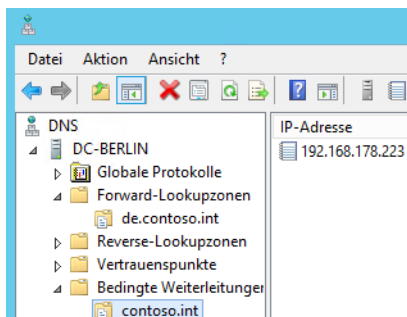 Datei Aktion Ansicht ?
DNS
DC-BERLIN
Globale Protokolle
Forward-Lookupzonen
de.contoso.int
Reverse-Lookupzonen
Vertrauenspunkte
Bedingte Weiterleitunger
contoso.int
IP-Adresse
192.168.178.223